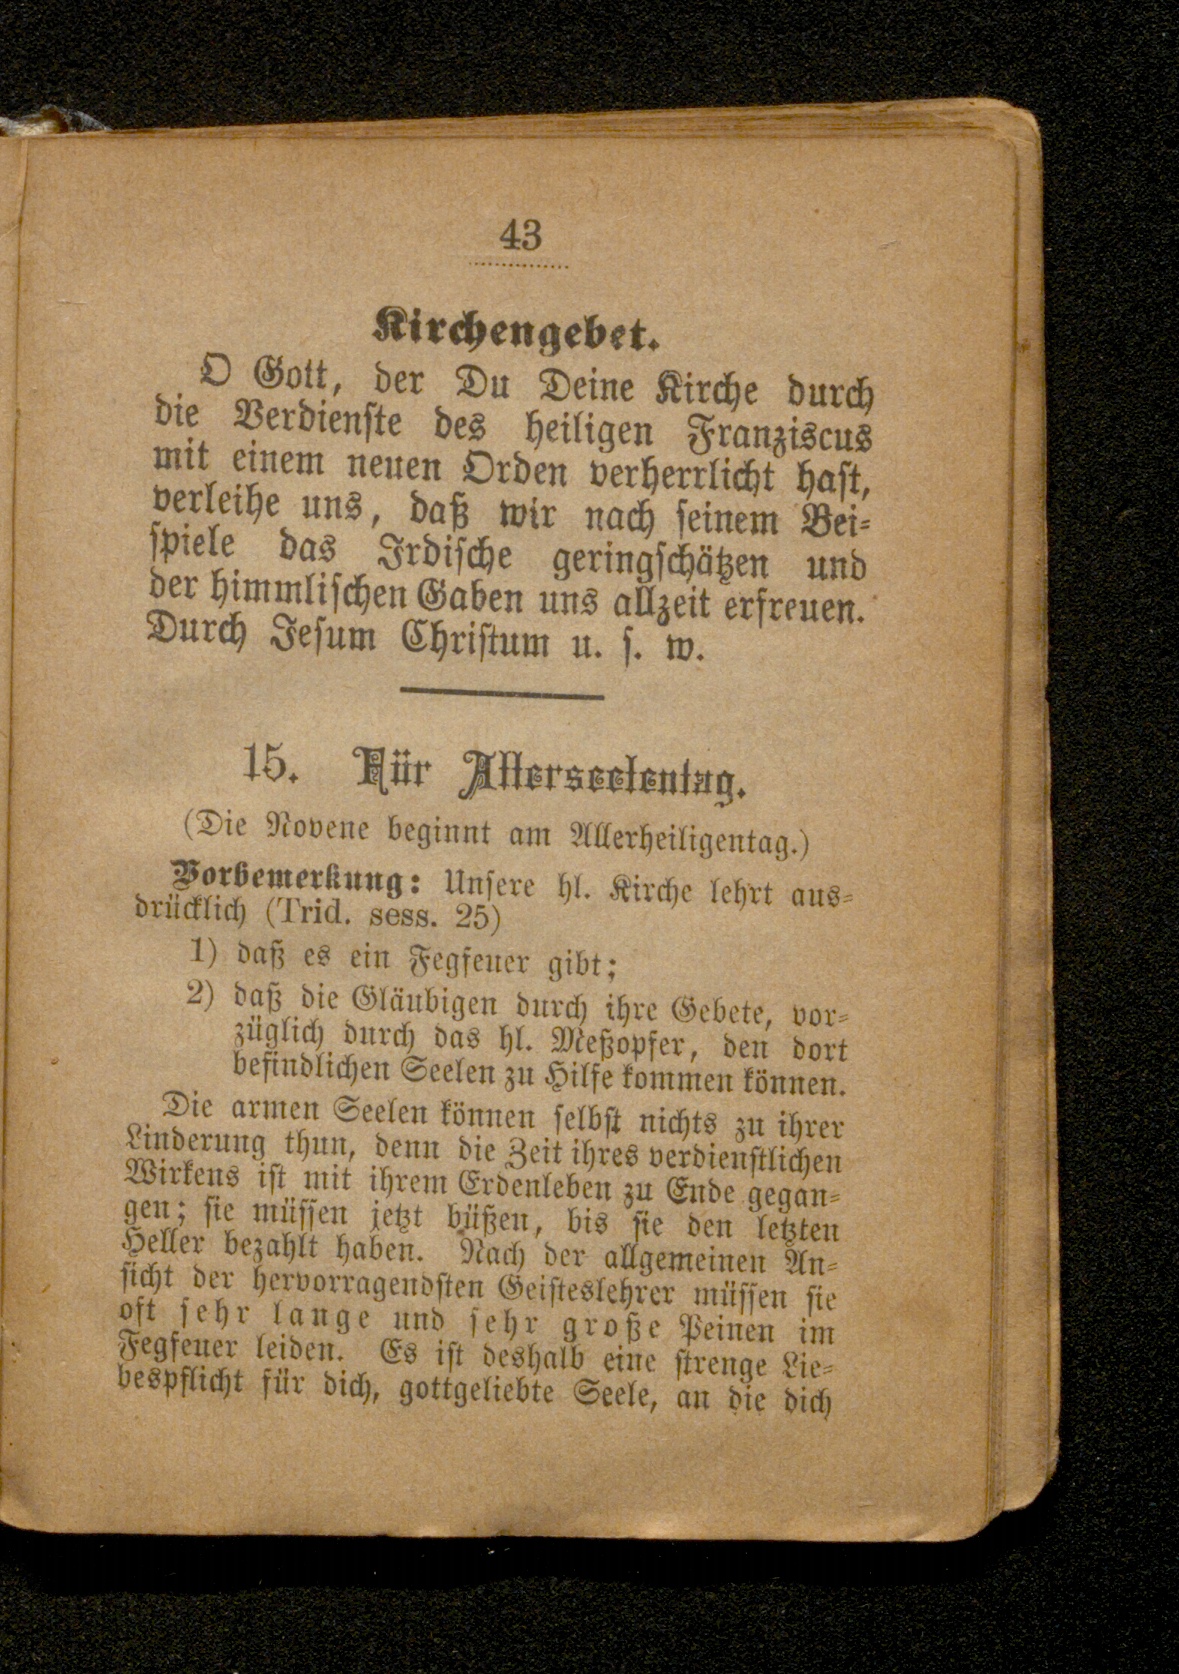 43
Kirchengebet.
O Gott, der Du Deine Kirche durch
die Verdienste des heiligen Franziscus
mit einem neuen Orden verherrlicht hast,
verleihe uns, daß wir nach seinem Bei-
spiele das Irdische geringschätzen und
der himmlischen Gaben uns allzeit erfreuen.
Durch Jesum Christum u. s. w.
15. Für Allerseelentag.
(Die Novene beginnt am Allerheiligentag.)
Vorbemerkung: Unsere hl. Kirche lehrt aus-
drücklich (Trid. sess. 25)
1) daß es ein Fegfeuer gibt;
2) daß die Gläubigen durch ihre Gebete, vor-
züglich durch das hl. Meßopfer, den dort
befindlichen Seelen zu Hilfe kommen können.
Die armen Seelen können selbst nichts zu ihrer
Linderung thun, denn die Zeit ihres verdienstlichen
Wirkens ist mit ihrem Erdenleben zu Ende gegan-
gen; sie müssen jetzt büßen, bis sie den letzten
Heller bezahlt haben. Nach der allgemeinen An-
sicht der hervorragendsten Geisteslehrer müssen sie
oft sehr lange und sehr große Peinen im
Fegfeuer leiden. Es ist deshalb eine strenge Lie-
bespflicht für dich, gottgeliebte Seele, an die dich